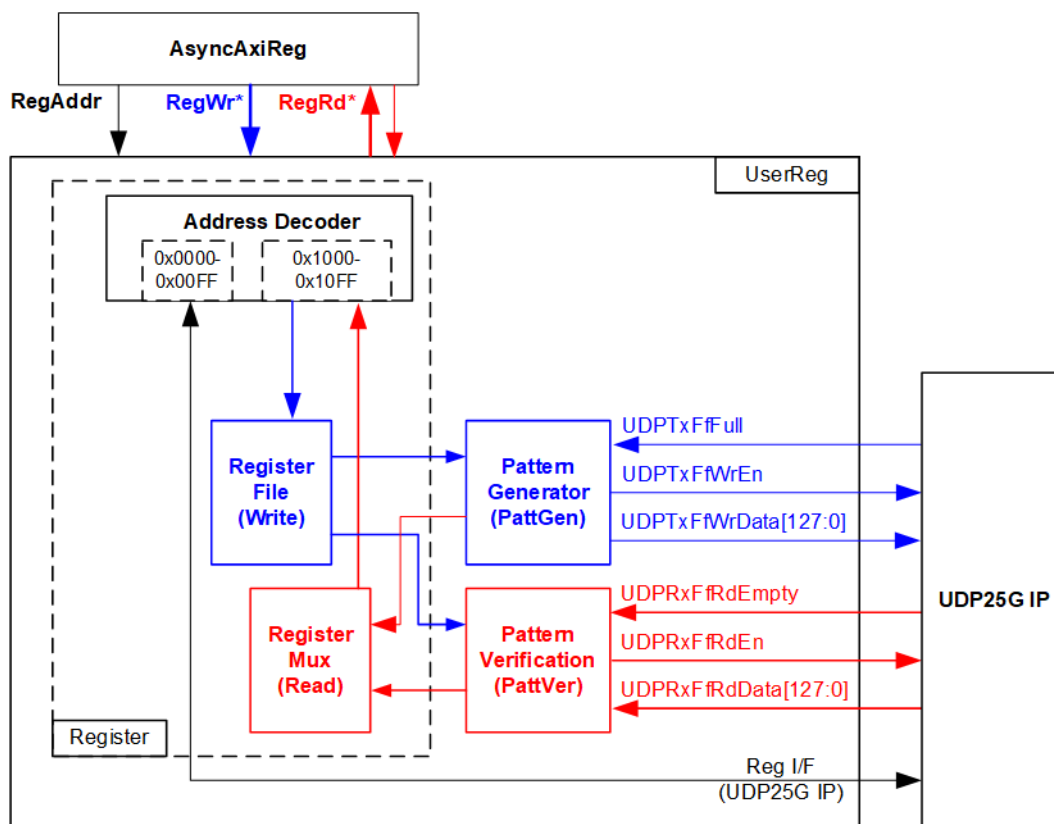 AsyncAxiReg
RegAddr
RegWr*
RegRd*
UserReg
Address Decoder
0x0000-
0x00FF
0x1000-
0x10FF
Register
File
(Write)
Pattern
Generator
(PattGen)
UDPTxFfFull
UDPTxFfWrEn
UDPTxFfWrData[127:0]
Register
Mux
(Read)
Pattern
Verification
(PattVer)
UDPRxFfRdEmpty
UDPRxFfRdEn
UDPRxFfRdData[127:0]
UDP25G IP
Register
Reg I/F
(UDP25G IP)